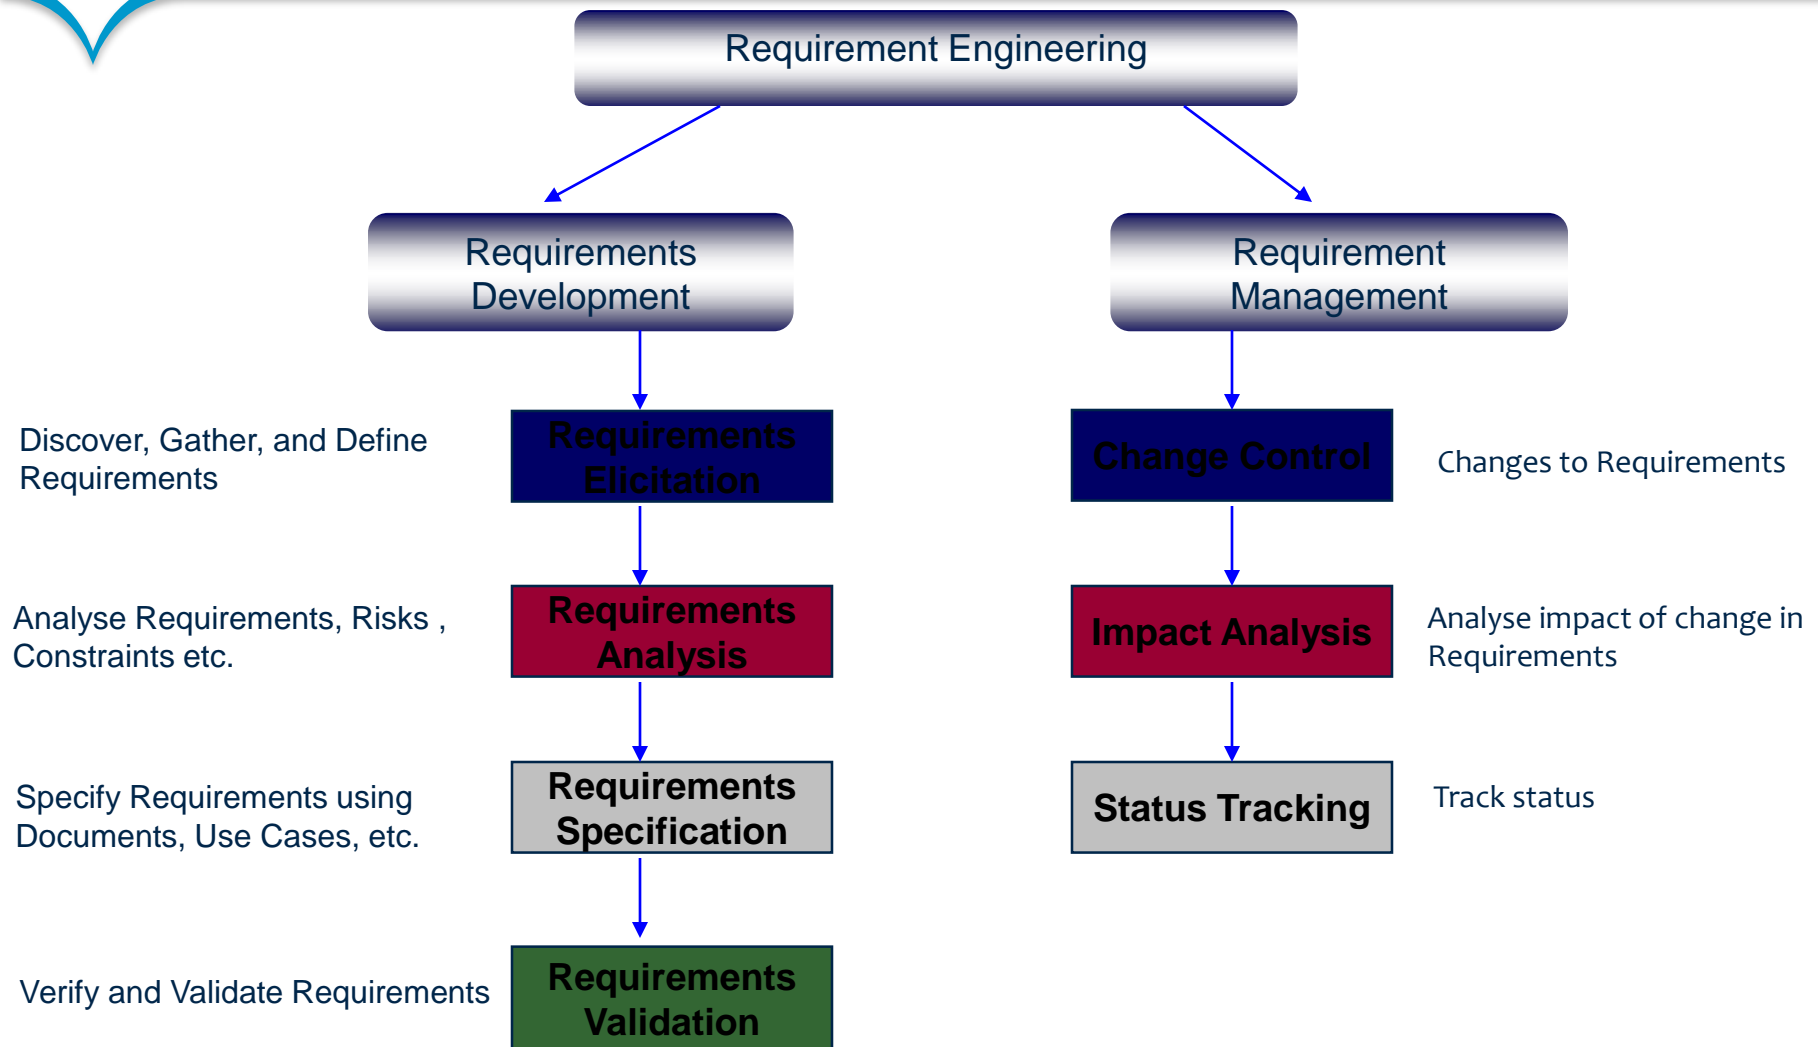 Requirement Engineering
Requirements
Development
Requirement
Management
Discover, Gather, and Define
Requirements
Requirements
Elicitation
Change Control
Changes to Requirements
Analyse Requirements, Risks ,
Constraints etc.
Requirements
Analysis
Impact Analysis
Analyse impact of change in
Requirements
Specify Requirements using
Documents, Use Cases, etc.
Requirements
Specification
Status Tracking
Track status
Verify and Validate Requirements
Requirements
Validation